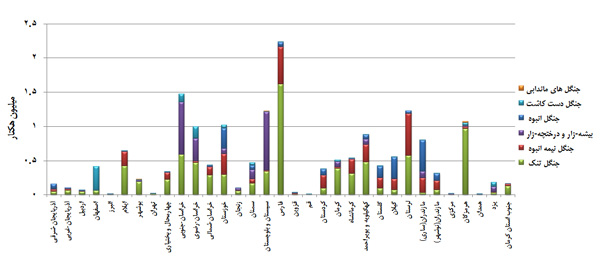 میلیون هکتار
۲.۵
۲
۱.۵
۱
۰.۵
۰
جنگل های ماندابی
جنگل دست کاشت
جنگل انبوه
بیشه-زار و درختچه-زار
جنگل نیمه انبوه
جنگل تنک
آذربایجان شرقی
آذربایجان غربی
اردبیل
اصفهان
البرز
ایلام
بوشهر
تهران
چهارمحال و بختیاری
خراسان جنوبی
خراسان رضوی
خراسان شمالی
خوزستان
زنجان
سمنان
سیستان و بلوچستان
فارس
قزوین
قم
کردستان
کرمان
کرمانشاه
کهگیلویه و بویراحمد
گلستان
گیلان
لرستان
مازندران(ساری)
مازندران(نوشهر)
مرکزی
هرمزگان
همدان
یزد
جنوب استان کرمان